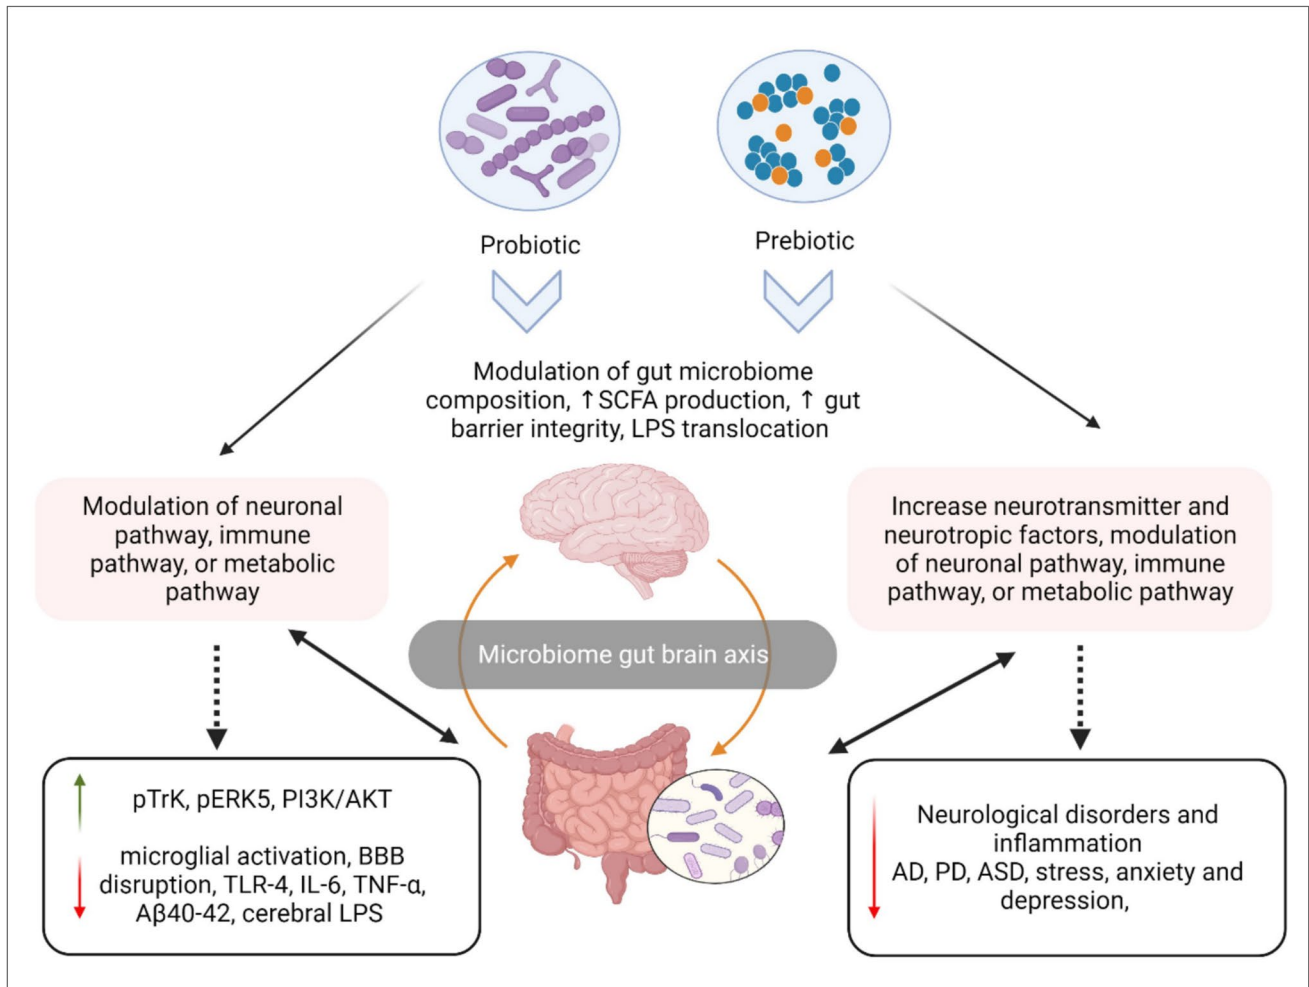 Probiotic
Prebiotic
Modulation of gut microbiome
composition, ↑SCFA production, ↑ gut
barrier integrity, LPS translocation
Modulation of neuronal
pathway, immune
pathway, or metabolic
pathway
Increase neurotransmitter and
neurotropic factors, modulation
of neuronal pathway, immune
pathway, or metabolic pathway
Microbiome gut brain axis
pTrK, pERK5, PI3K/AKT
microglial activation, BBB
disruption, TLR-4, IL-6, TNF-α,
Aβ40-42, cerebral LPS
Neurological disorders and
inflammation
AD, PD, ASD, stress, anxiety and
depression,